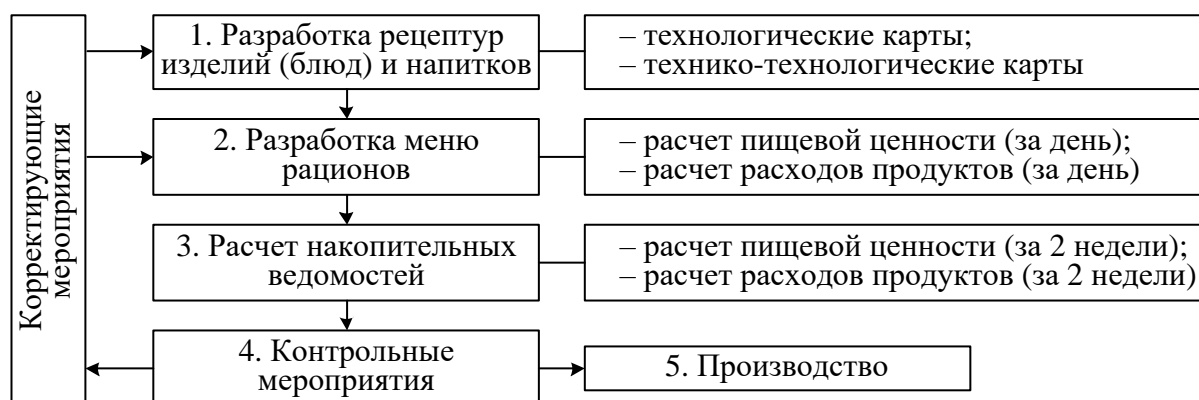 Корректирующие
мероприятия
1. Разработка рецептур
изделий (блюд) и напитков
– технологические карты;
– технико-технологические карты
2. Разработка меню
рационов
– расчет пищевой ценности (за день);
– расчет расходов продуктов (за день)
3. Расчет накопительных
ведомостей
– расчет пищевой ценности (за 2 недели);
– расчет расходов продуктов (за 2 недели)
4. Контрольные
мероприятия
5. Производство